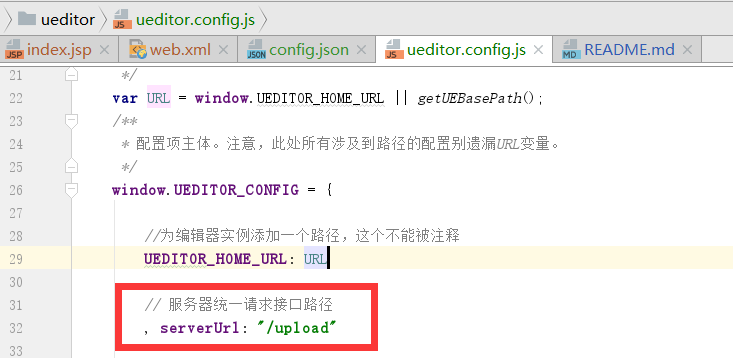 ueditor ueditor.config.js
index.jsp web.xml config.json ueditor.config.js README.md
21 */
22 var URL = window.UEDITOR_HOME_URL || getUEBasePath();
23 /**
24 * 配置项主体。注意，此处所有涉及到路径的配置别遗漏URL变量。
25 */
26 window.UEDITOR_CONFIG = {
27
28 //为编辑器实例添加一个路径，这个不能被注释
29 UEDITOR_HOME_URL: URL
30
31 // 服务器统一请求接口路径
32 , serverUrl: "/upload"
33